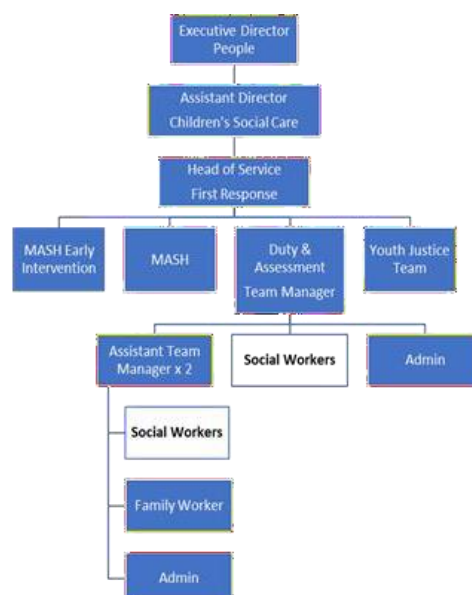 Executive Director
People
Assistant Director
Children's Social Care
Head of Service
First Response
MASH Early
Intervention
MASH
Duty &
Assessment
Team Manager
Youth Justice
Team
Assistant Team
Manager x 2
Social Workers
Admin
Social Workers
Family Worker
Admin